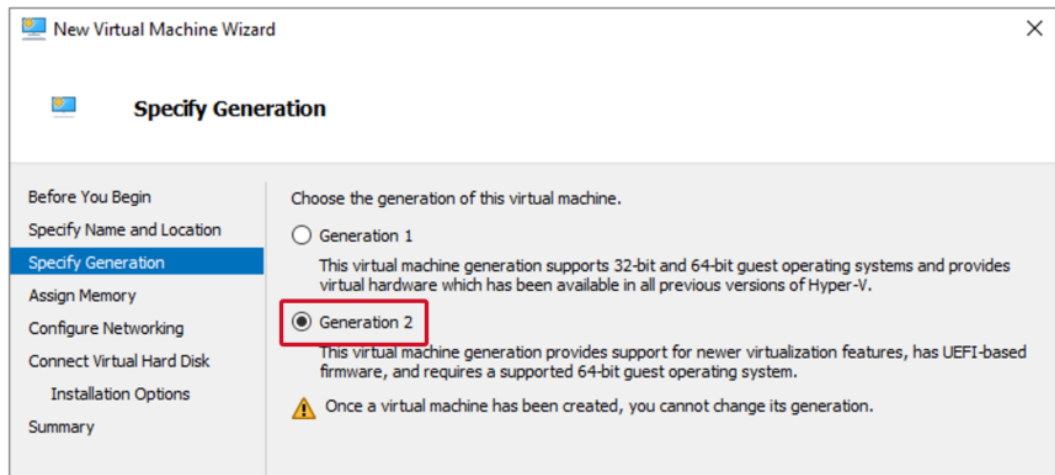 New Virtual Machine Wizard
Specify Generation
Before You Begin
Specify Name and Location
Specify Generation
Assign Memory
Configure Networking
Connect Virtual Hard Disk
Installation Options
Summary
Choose the generation of this virtual machine.
Generation 1
This virtual machine generation supports 32-bit and 64-bit guest operating systems and provides
virtual hardware which has been available in all previous versions of Hyper-V.
Generation 2
This virtual machine generation provides support for newer virtualization features, has UEFI-based
firmware, and requires a supported 64-bit guest operating system.
Once a virtual machine has been created, you cannot change its generation.